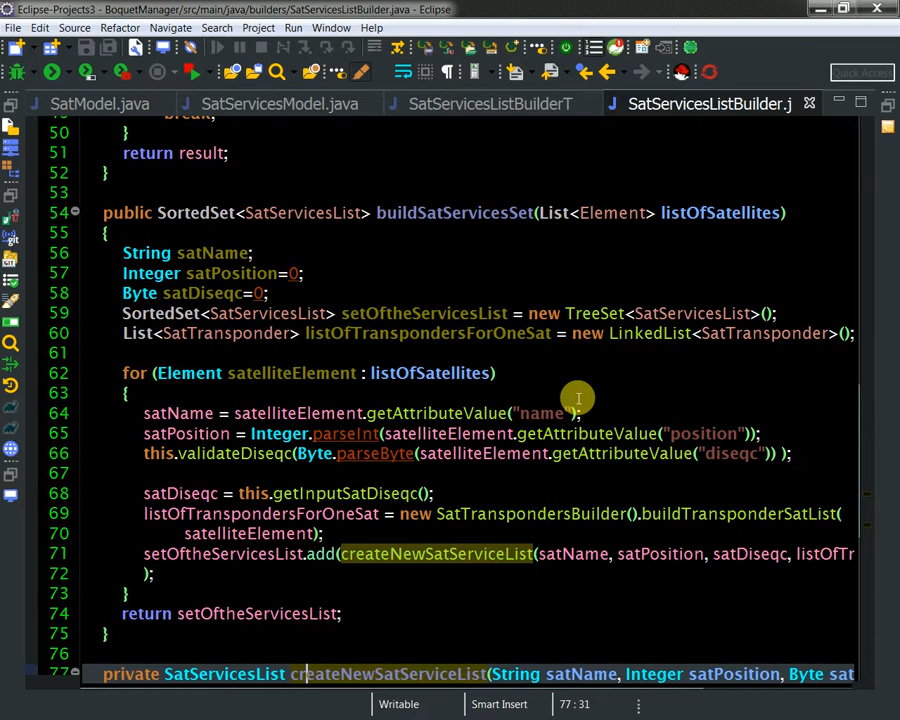 Eclipse-Projects3 - BoquetManager/src/main/java/builders/SatServicesListBuilder.java - Eclipse
File Edit Source Refactor Navigate Search Project Run Window Help
Quick Access
SatModel.java SatServicesModel.java SatServicesListBuilderT SatServicesListBuilder.j
break;
50 }
51 return result;
52 }
53
54 public SortedSet<SatServicesList> buildSatServicesSet(List<Element> listOfSatellites)
55 {
56 String satName;
57 Integer satPosition=0;
58 Byte satDiseqc=0;
59 SortedSet<SatServicesList> setOftheServicesList = new TreeSet<SatServicesList>();
60 List<SatTransponder> listOfTranspondersForOneSat = new LinkedList<SatTransponder>();
61
62 for (Element satelliteElement : listOfSatellites)
63 {
64 satName = satelliteElement.getAttributeValue("name");
65 satPosition = Integer.parseInt(satelliteElement.getAttributeValue("position"));
66 this.validateDiseqc(Byte.parseByte(satelliteElement.getAttributeValue("diseqc")) );
67
68 satDiseqc = this.getInputSatDiseqc();
69 listOfTranspondersForOneSat = new SatTranspondersBuilder().buildTransponderSatList(
70 satelliteElement);
71 setOftheServicesList.add(createNewSatServiceList(satName, satPosition, satDiseqc, listOfTr
72 );
73 }
74 return setOftheServicesList;
75 }
76
77 private SatServicesList createNewSatServiceList(String satName, Integer satPosition, Byte sat
Writable Smart Insert 77 : 31